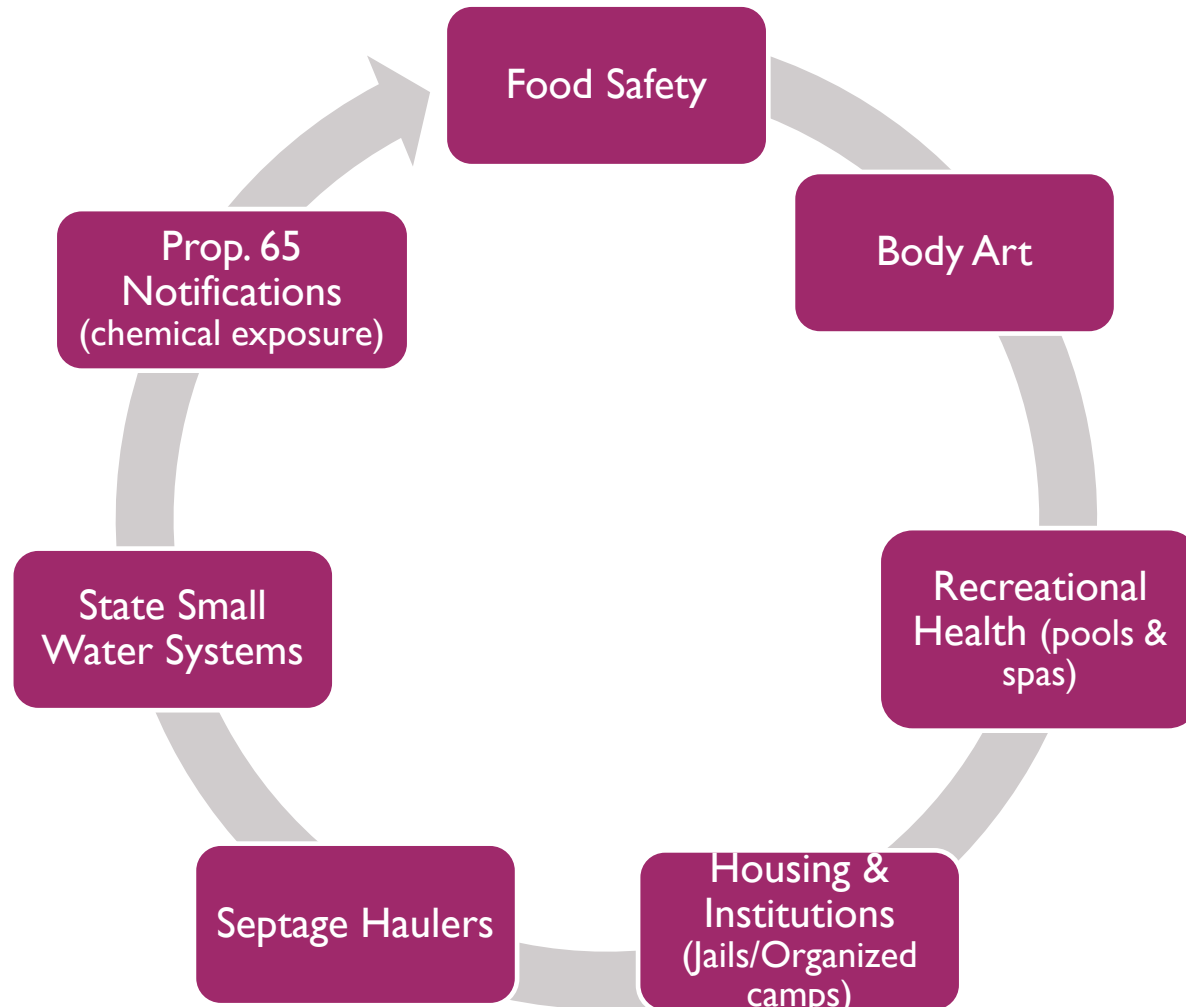 Food Safety
Body Art
Recreational
Health (pools &
spas)
Housing &
Institutions
(Jails/Organized
camps)
Septage Haulers
State Small
Water Systems
Prop. 65
Notifications
(chemical exposure)